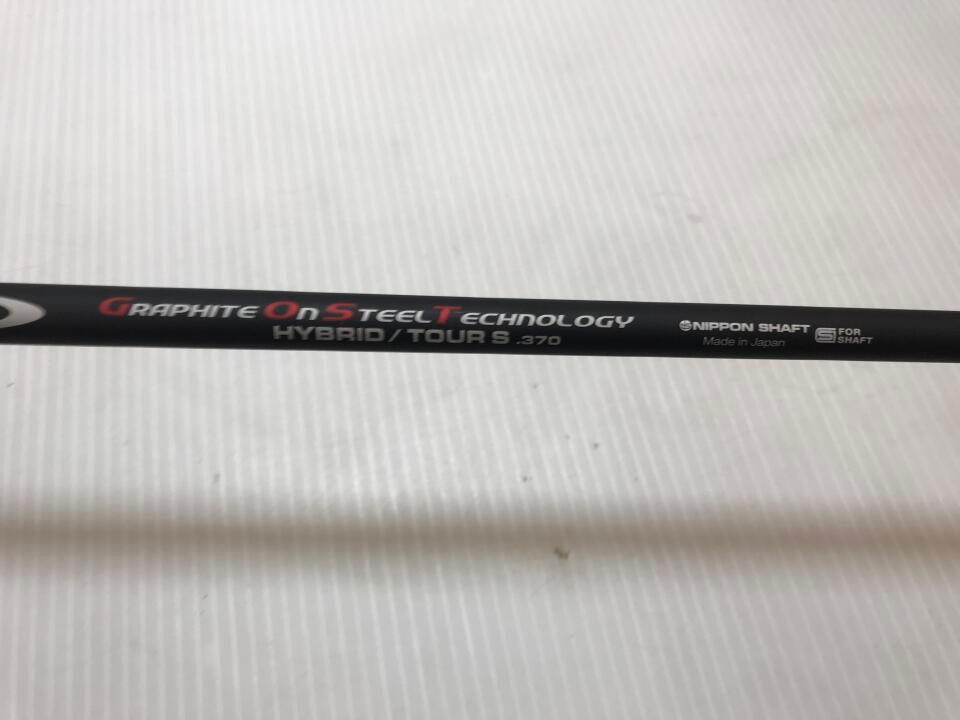 GRAPHITE ON STEEL TECHNOLOGY
HYBRID / TOUR S .370
NIPPON SHAFT
Made in Japan
FOR
SHAFT